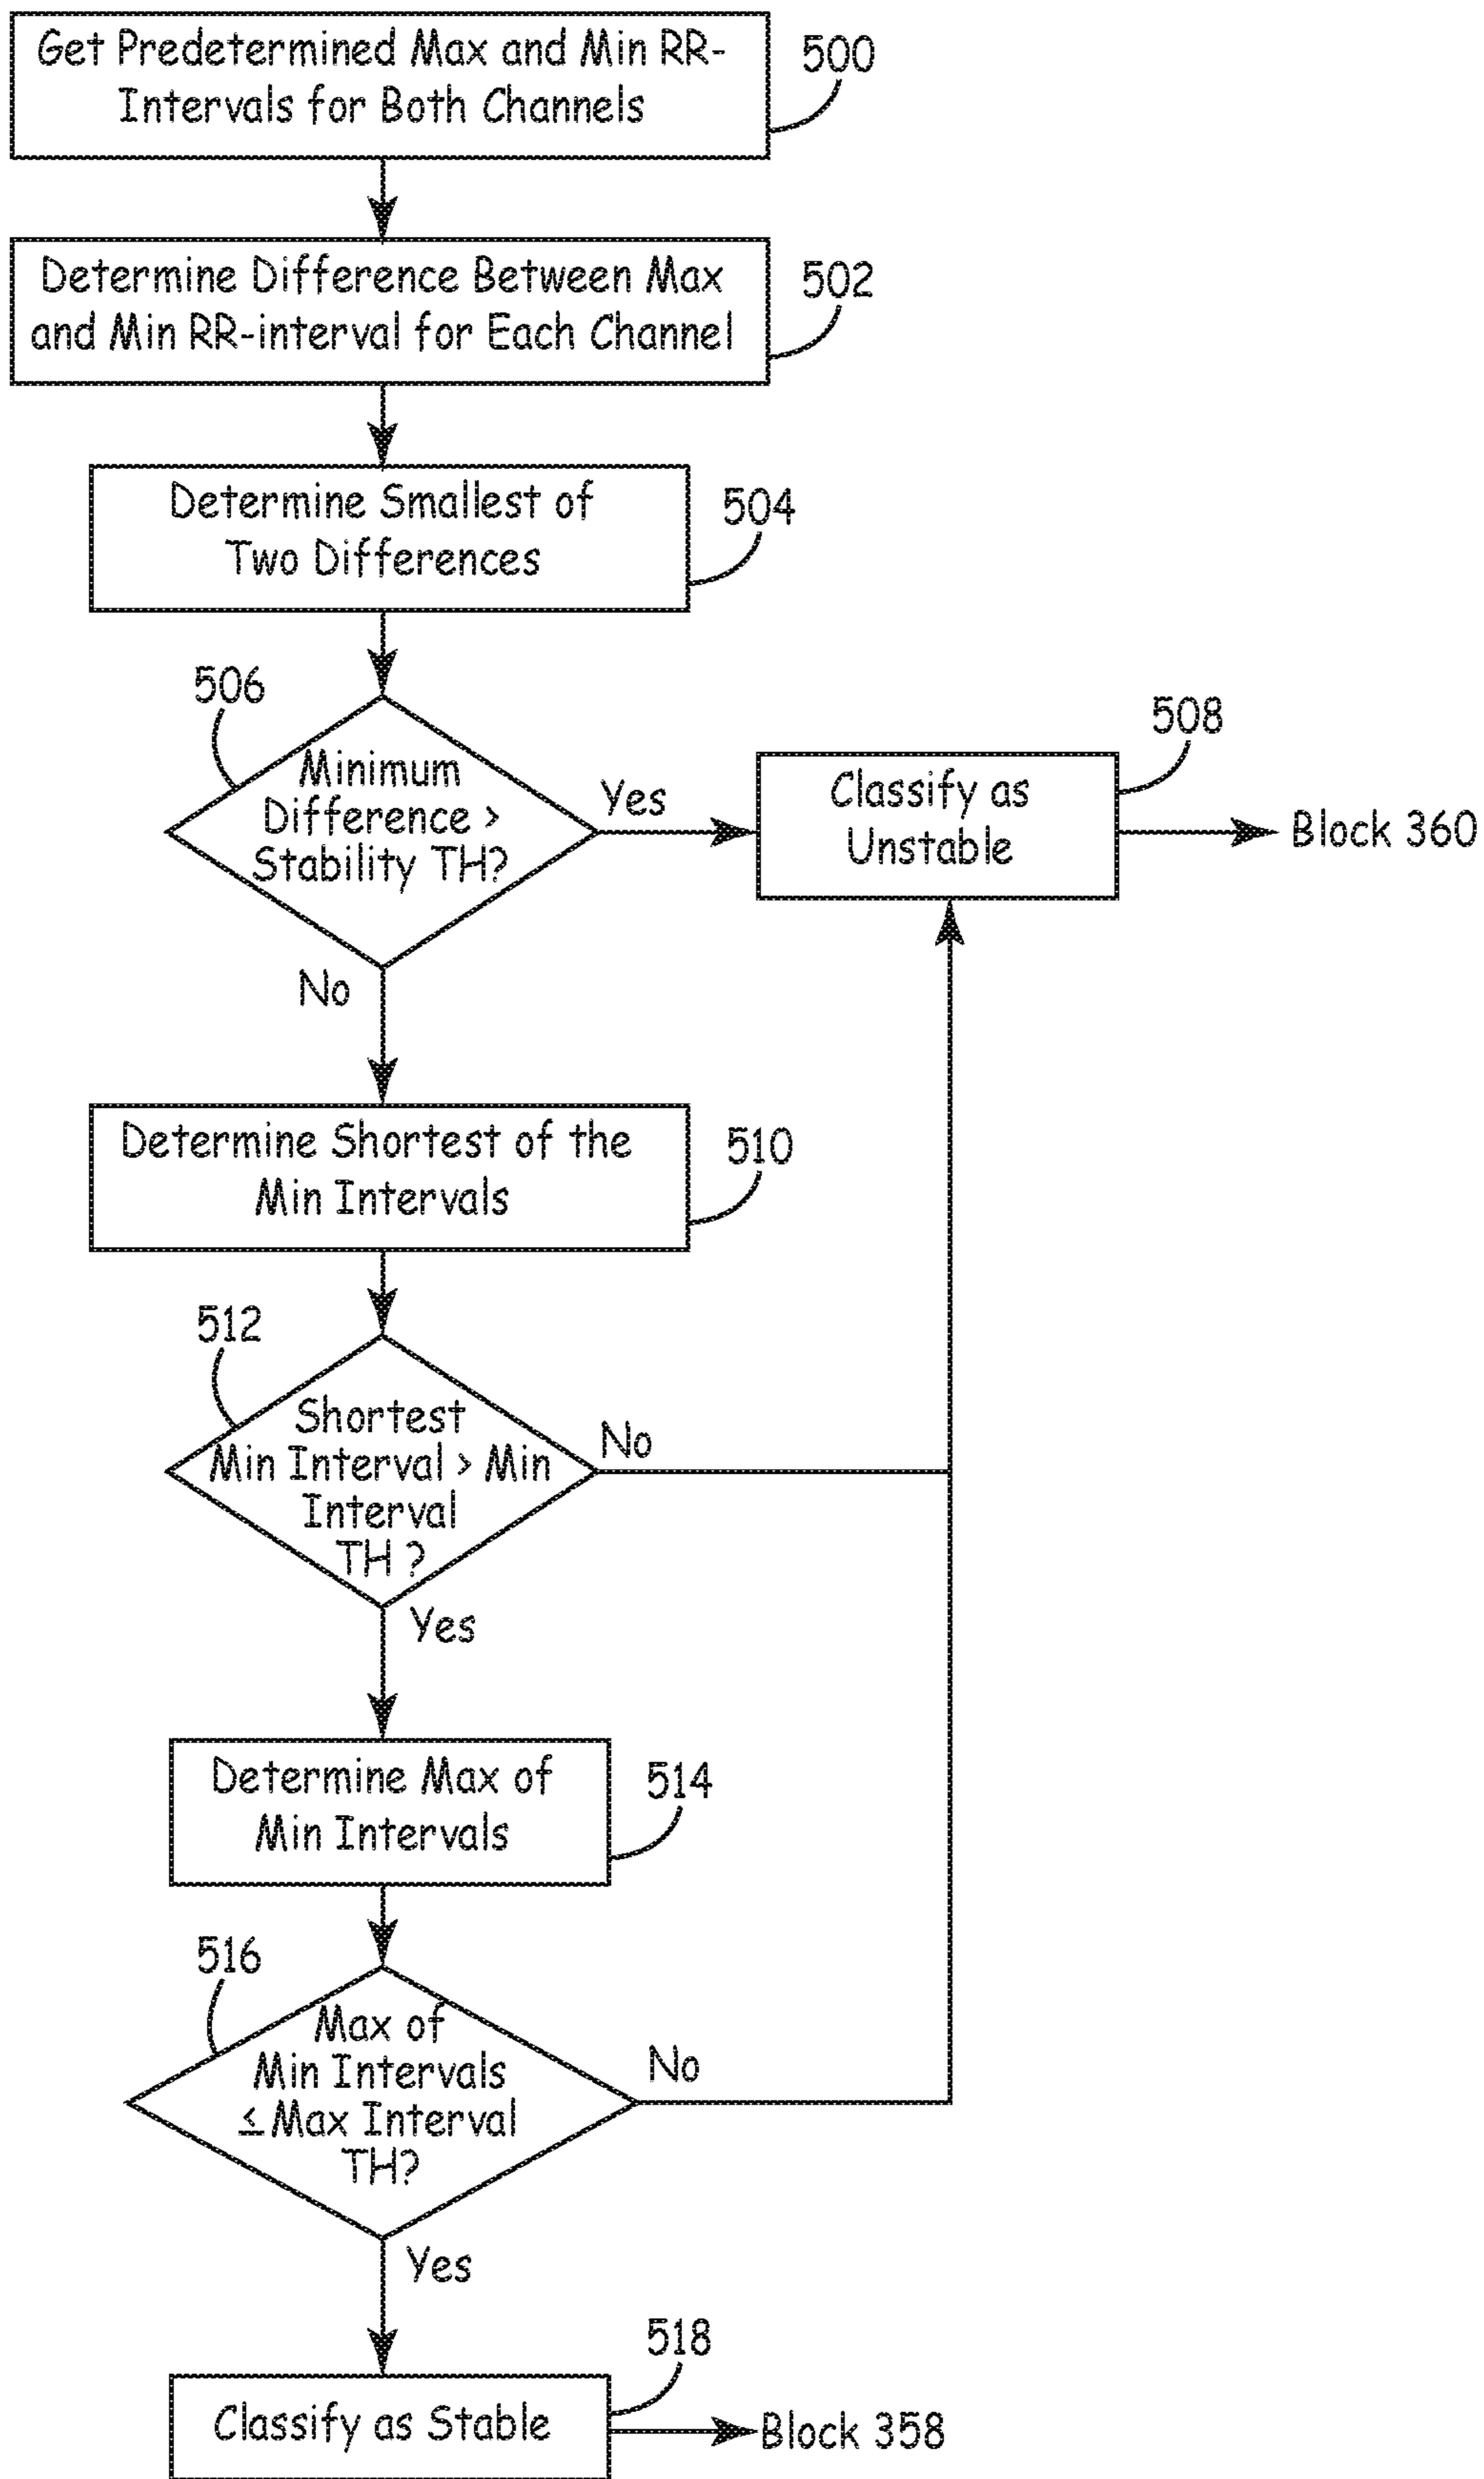 Get Predetermined Max and Min RR-
Intervals for Both Channels
500
Determine Difference Between Max
and Min RR-interval for Each Channel
502
Determine Smallest of
Two Differences
504
506
Minimum
Difference >
Stability TH?
Yes
Classify as
Unstable
508
Block 360
No
Determine Shortest of the
Min Intervals
510
512
Shortest
Min Interval > Min
Interval
TH ?
No
Yes
Determine Max of
Min Intervals
514
516
Max of
Min Intervals
≤ Max Interval
TH?
No
Yes
518
Classify as Stable
Block 358